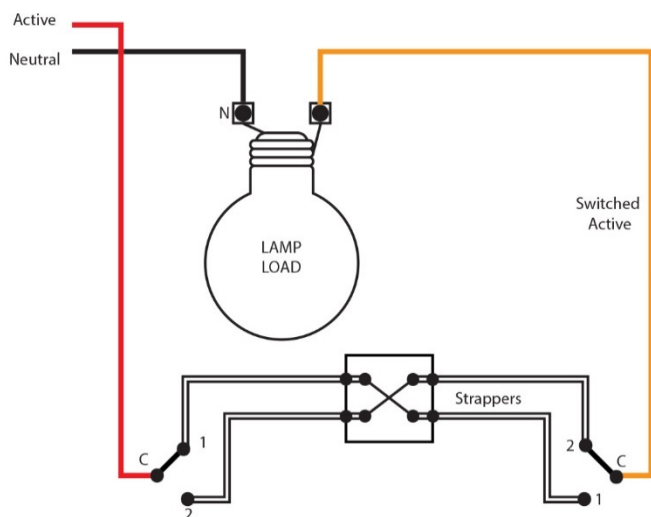 Active
Neutral
N
LAMP
LOAD
Switched
Active
Strappers
1
C
2
2
C
1